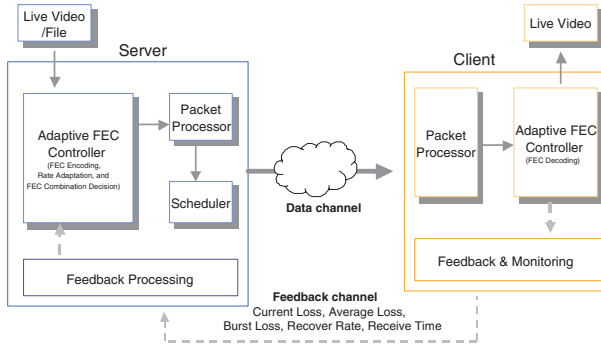 Live Video
/File
Server
Adaptive FEC
Controller
(FEC Encoding,
Rate Adaptation, and
FEC Combination Decision)
Packet
Processor
Scheduler
Feedback Processing
Data channel
Live Video
Client
Packet
Processor
Adaptive FEC
Controller
(FEC Decoding)
Feedback & Monitoring
Feedback channel
Current Loss, Average Loss,
Burst Loss, Recover Rate, Receive Time